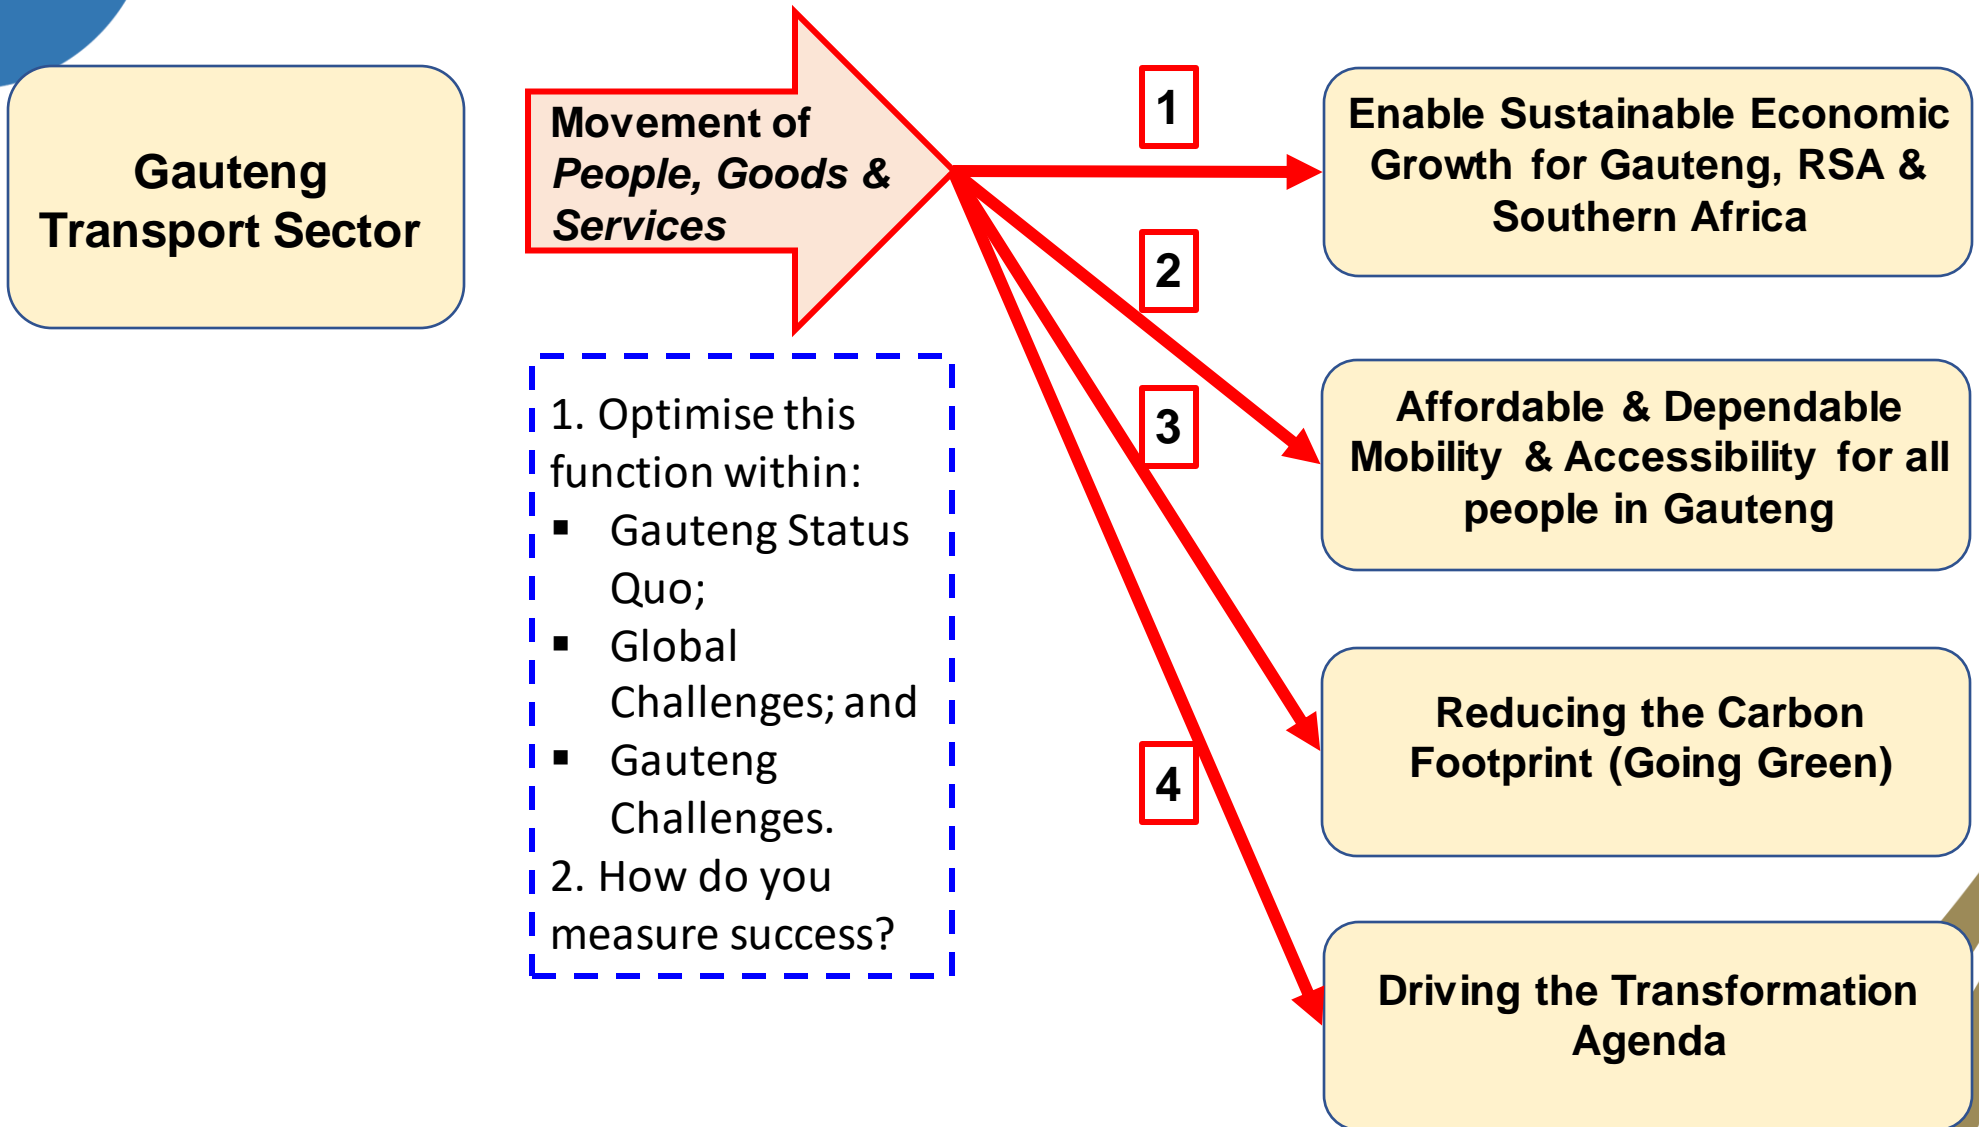 Gauteng
Transport Sector
Movement of
People, Goods &
Services
1. Optimise this
function within:
▪ Gauteng Status
Quo;
▪ Global
Challenges; and
▪ Gauteng
Challenges.
2. How do you
measure success?
1
Enable Sustainable Economic
Growth for Gauteng, RSA &
Southern Africa
2
Affordable & Dependable
Mobility & Accessibility for all
people in Gauteng
3
Reducing the Carbon
Footprint (Going Green)
4
Driving the Transformation
Agenda